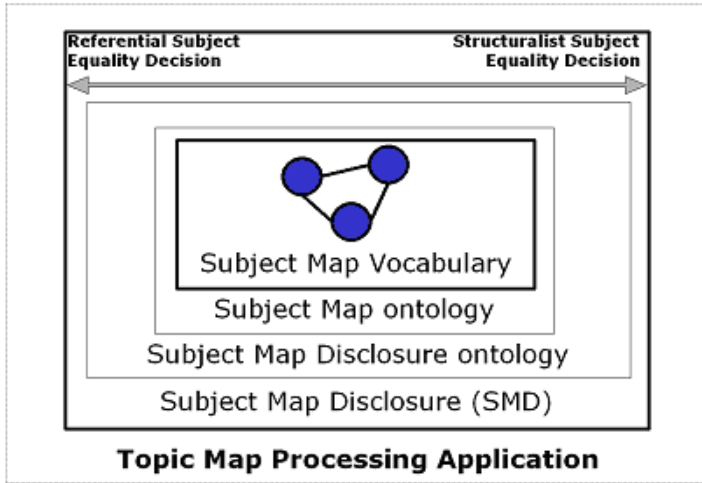 Referential Subject
Equality Decision
Structuralist Subject
Equality Decision
Subject Map Vocabulary
Subject Map ontology
Subject Map Disclosure ontology
Subject Map Disclosure (SMD)
Topic Map Processing Application